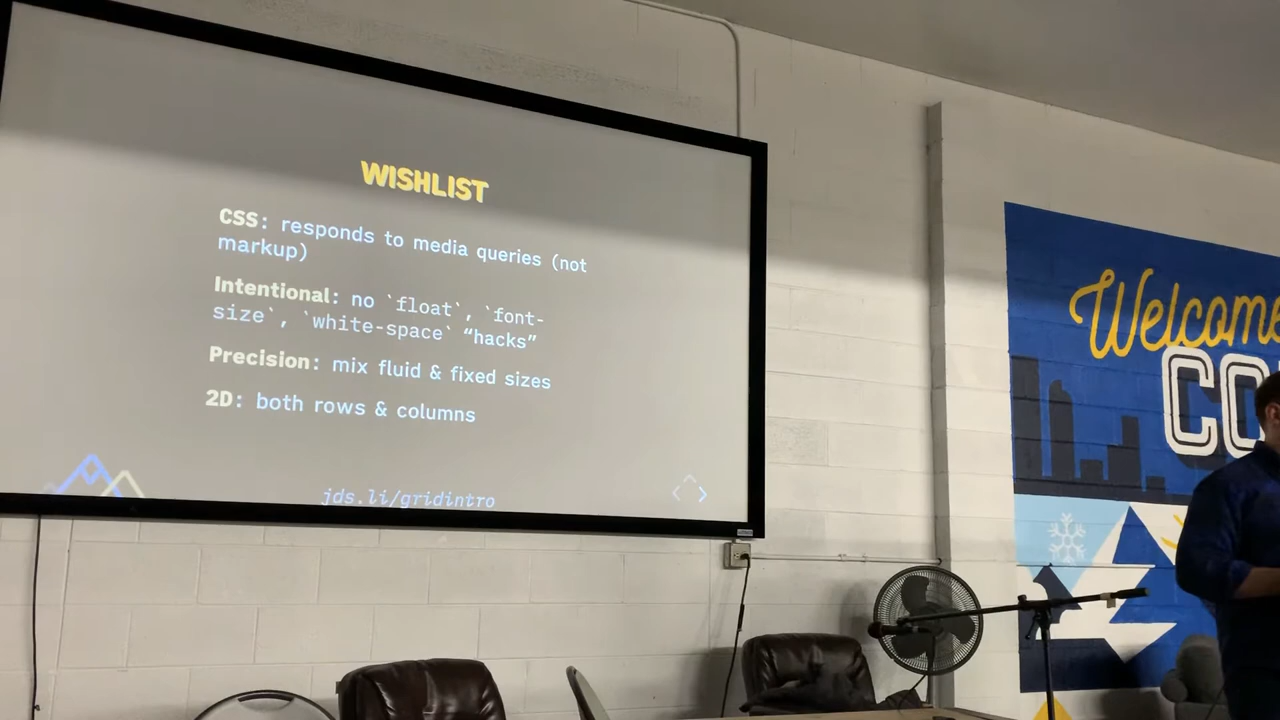 WISHLIST
CSS: responds to media queries (not
markup)
Intentional: no `float`, `font-
size`, `white-space` “hacks”
Precision: mix fluid & fixed sizes
2D: both rows & columns
jds.li/gridintro
Welcome
CO